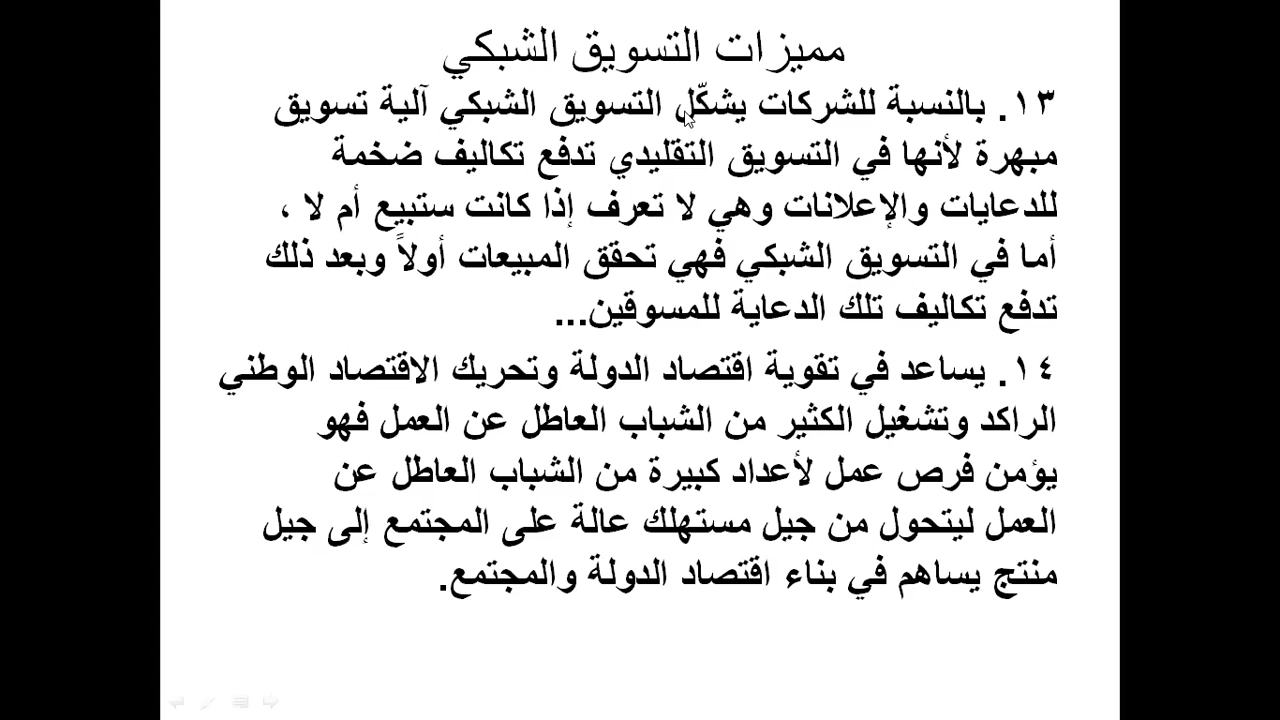 مميزات التسويق الشبكي
١٣. بالنسبة للشركات يشكّل التسويق الشبكي آلية تسويق
مبهرة لأنها في التسويق التقليدي تدفع تكاليف ضخمة
للدعايات والإعلانات وهي لا تعرف إذا كانت ستبيع أم لا ،
أما في التسويق الشبكي فهي تحقق المبيعات أولاً وبعد ذلك
تدفع تكاليف تلك الدعاية للمسوقين...
١٤. يساعد في تقوية اقتصاد الدولة وتحريك الاقتصاد الوطني
الراكد وتشغيل الكثير من الشباب العاطل عن العمل فهو
يؤمن فرص عمل لأعداد كبيرة من الشباب العاطل عن
العمل ليتحول من جيل مستهلك عالة على المجتمع إلى جيل
منتج يساهم في بناء اقتصاد الدولة والمجتمع.